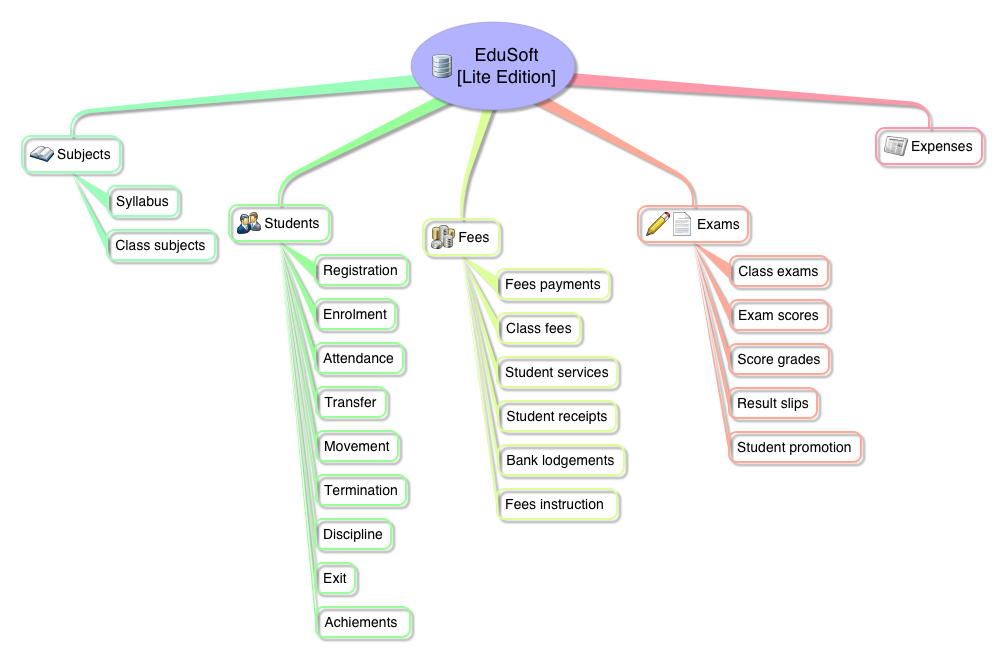 EduSoft
[Lite Edition]
Subjects
Syllabus
Class subjects
Students
Registration
Enrolment
Attendance
Transfer
Movement
Termination
Discipline
Exit
Achiements
Fees
Fees payments
Class fees
Student services
Student receipts
Bank lodgements
Fees instruction
Exams
Class exams
Exam scores
Score grades
Result slips
Student promotion
Expenses